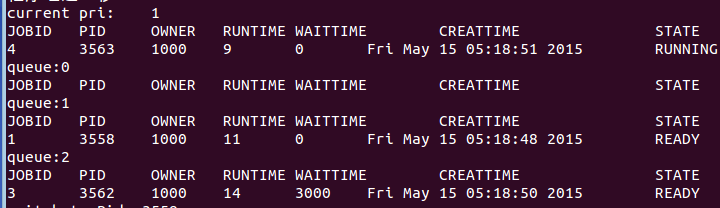 current pri: 1
JOBID PID OWNER RUNTIME WAITTIME CREATTIME STATE
4 3563 1000 9 0 Fri May 15 05:18:51 2015 RUNNING
queue:0
JOBID PID OWNER RUNTIME WAITTIME CREATTIME STATE
queue:1
JOBID PID OWNER RUNTIME WAITTIME CREATTIME STATE
1 3558 1000 11 0 Fri May 15 05:18:48 2015 READY
queue:2
JOBID PID OWNER RUNTIME WAITTIME CREATTIME STATE
3 3562 1000 14 3000 Fri May 15 05:18:50 2015 READY